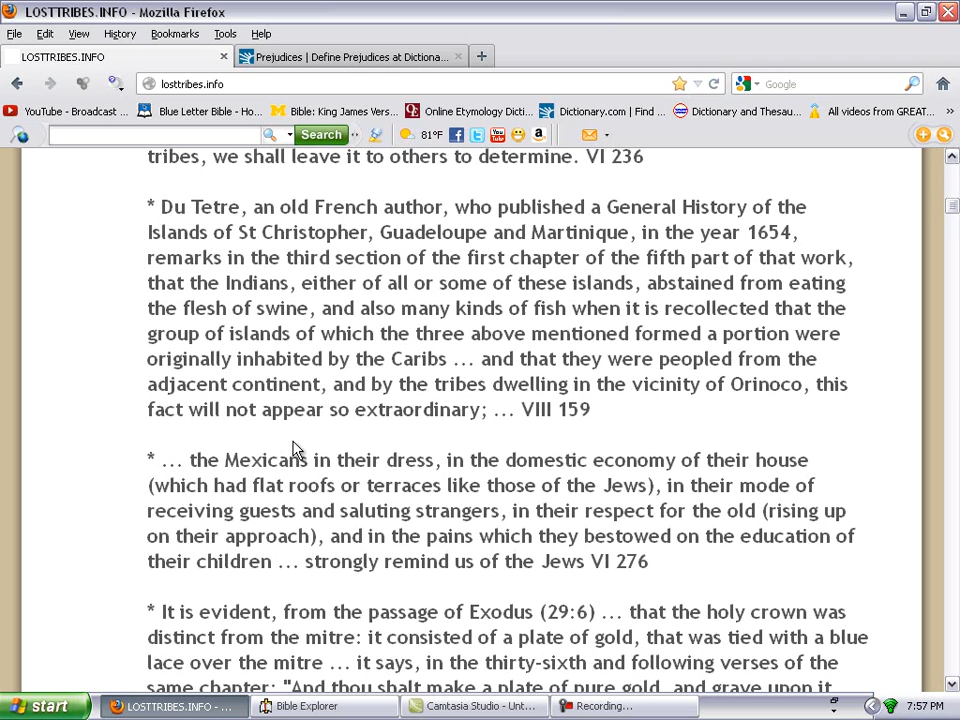 LOSTTRIBES.INFO - Mozilla Firefox
File Edit View History Bookmarks Tools Help
LOSTTRIBES.INFO
Prejudices | Define Prejudices at Dictiona...
losttribes.info
Google
YouTube - Broadcast ...
Blue Letter Bible - Ho...
Bible: King James Vers...
Online Etymology Dicti...
Dictionary.com | Find ...
Dictionary and Thesau...
All videos from GREAT...
Search
81°F
tribes, we shall leave it to others to determine. VI 236
* Du Tetre, an old French author, who published a General History of the
Islands of St Christopher, Guadeloupe and Martinique, in the year 1654,
remarks in the third section of the first chapter of the fifth part of that work,
that the Indians, either of all or some of these islands, abstained from eating
the flesh of swine, and also many kinds of fish when it is recollected that the
group of islands of which the three above mentioned formed a portion were
originally inhabited by the Caribs ... and that they were peopled from the
adjacent continent, and by the tribes dwelling in the vicinity of Orinoco, this
fact will not appear so extraordinary; ... VIII 159
* ... the Mexicans in their dress, in the domestic economy of their house
(which had flat roofs or terraces like those of the Jews), in their mode of
receiving guests and saluting strangers, in their respect for the old (rising up
on their approach), and in the pains which they bestowed on the education of
their children ... strongly remind us of the Jews VI 276
* It is evident, from the passage of Exodus (29:6) ... that the holy crown was
distinct from the mitre: it consisted of a plate of gold, that was tied with a blue
lace over the mitre ... it says, in the thirty-sixth and following verses of the
same chapter: "And thou shalt make a plate of pure gold, and grave upon it
start
LOSTTRIBES.INFO - ...
Bible Explorer
Camtasia Studio - Unt...
Recording...
7:57 PM